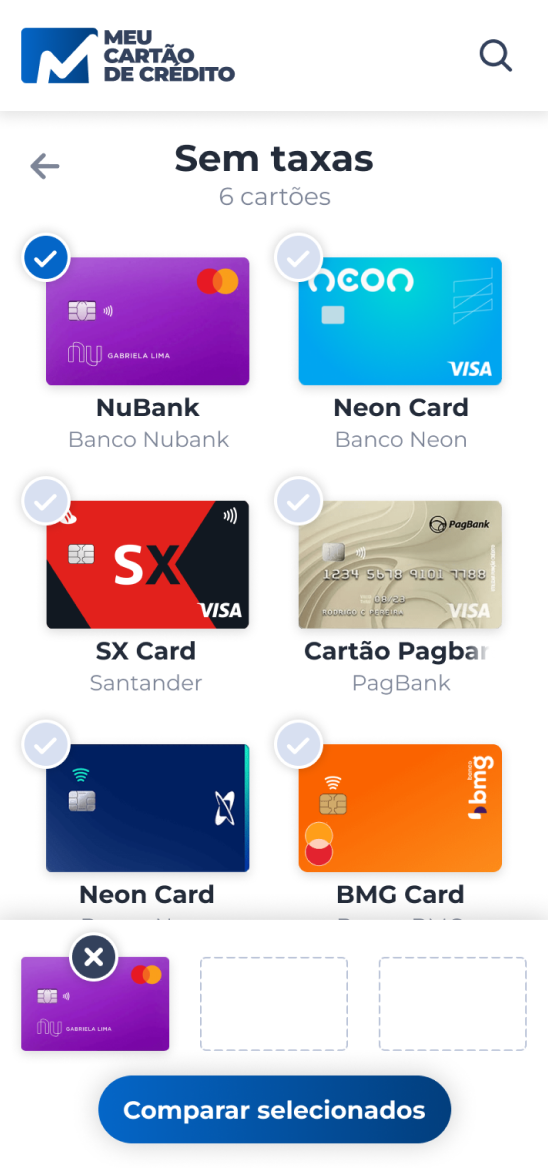 MEU
CARTÃO
DE CRÉDITO
Sem taxas
6 cartões
nu GABRIELA LIMA
neon
VISA
NuBank
Banco Nubank
Neon Card
Banco Neon
SX
VISA
PagBank
1234 5678 9101 7788
08/23
RODRIGO C PEREIRA
VISA
SX Card
Santander
Cartão Pagbar
PagBank
banco
bmg
Neon Card
BMG Card
nu GABRIELA LIMA
Comparar selecionados